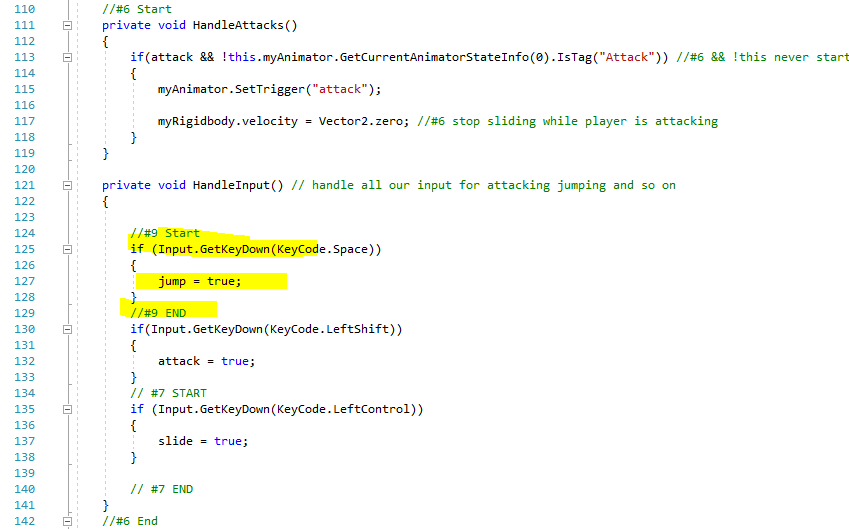 110 //#6 Start
111 private void HandleAttacks()
112 {
113 if(attack && !this.myAnimator.GetCurrentAnimatorStateInfo(0).IsTag("Attack")) //#6 && !this never start
114 {
115 myAnimator.SetTrigger("attack");
116
117 myRigidbody.velocity = Vector2.zero; //#6 stop sliding while player is attacking
118 }
119 }
120
121 private void HandleInput() // handle all our input for attacking jumping and so on
122 {
123
124 //#9 Start
125 if (Input.GetKeyDown(KeyCode.Space))
126 {
127 jump = true;
128 }
129 //#9 END
130 if(Input.GetKeyDown(KeyCode.LeftShift))
131 {
132 attack = true;
133 }
134 // #7 START
135 if (Input.GetKeyDown(KeyCode.LeftControl))
136 {
137 slide = true;
138 }
139
140 // #7 END
141 }
142 //#6 End